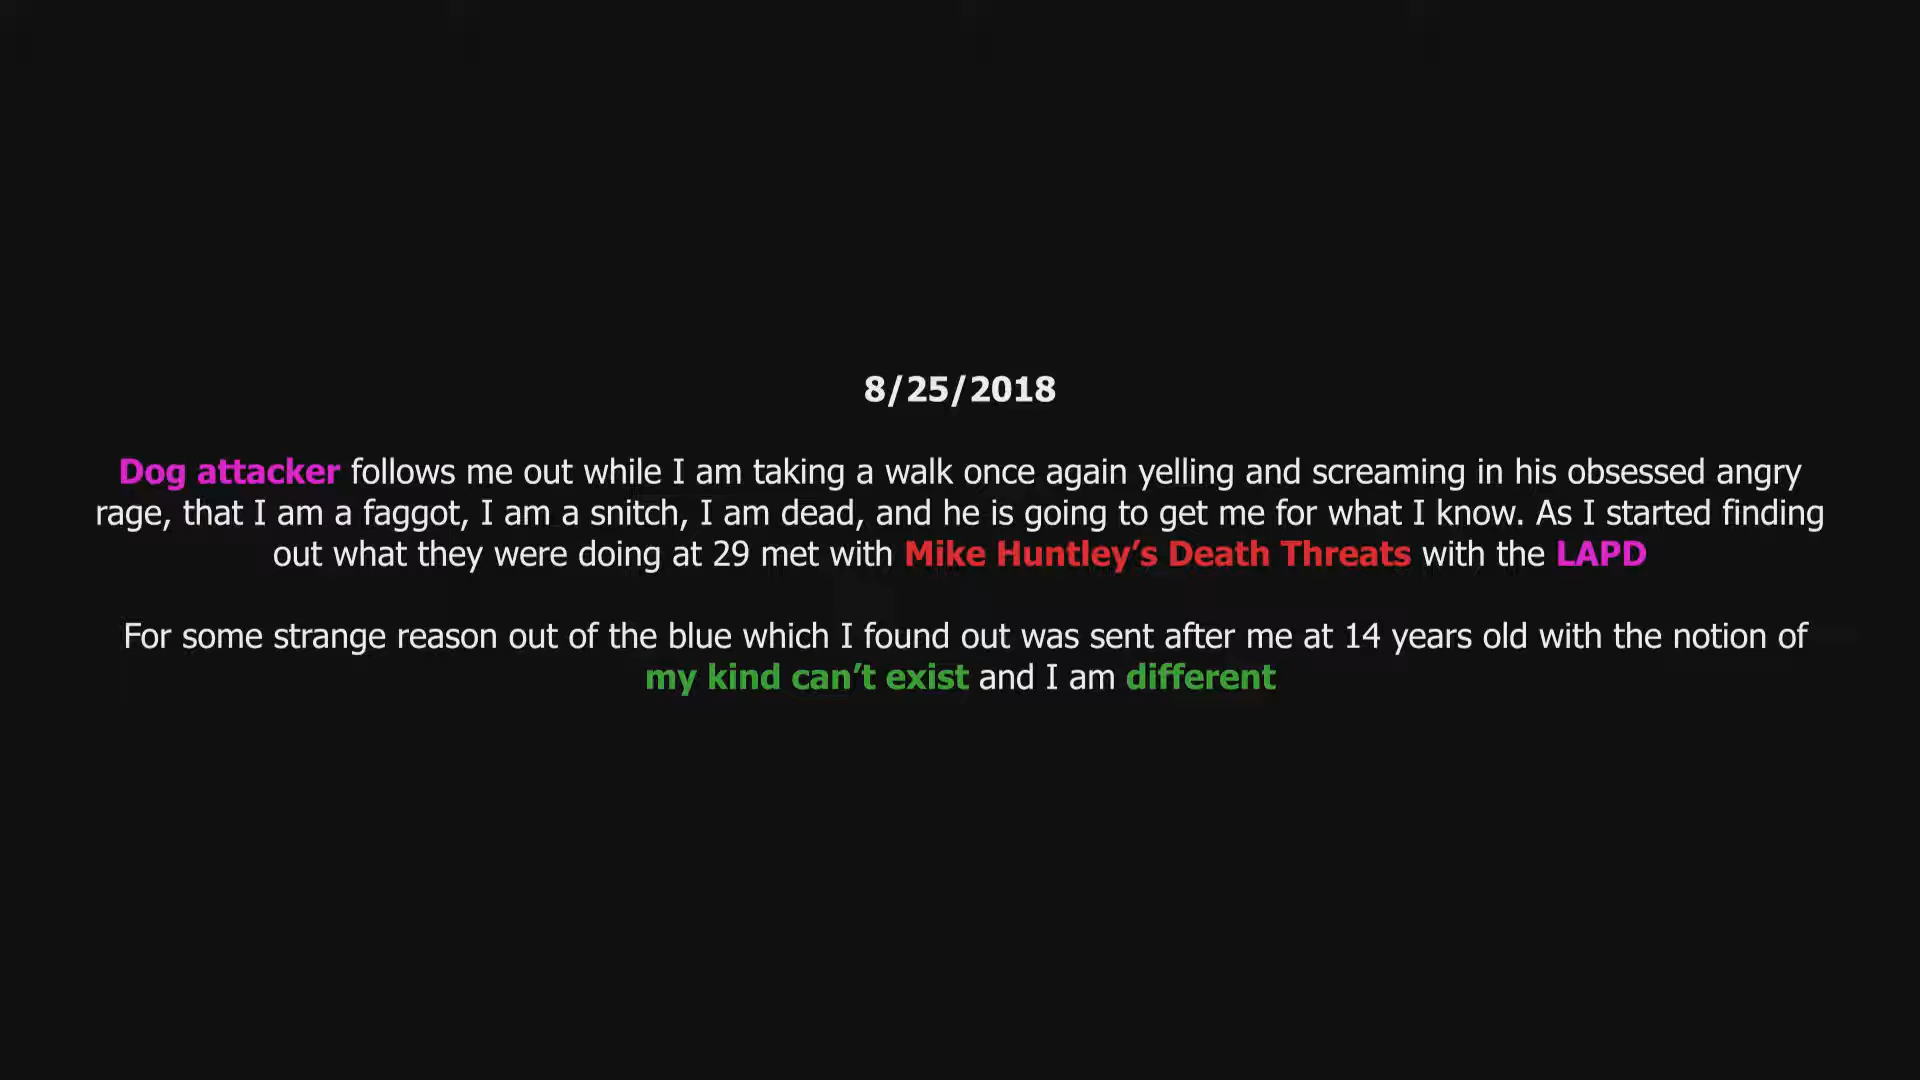 8/25/2018
Dog attacker follows me out while I am taking a walk once again yelling and screaming in his obsessed angry
rage, that I am a faggot, I am a snitch, I am dead, and he is going to get me for what I know. As I started finding
out what they were doing at 29 met with Mike Huntley’s Death Threats with the LAPD
For some strange reason out of the blue which I found out was sent after me at 14 years old with the notion of
my kind can’t exist and I am different